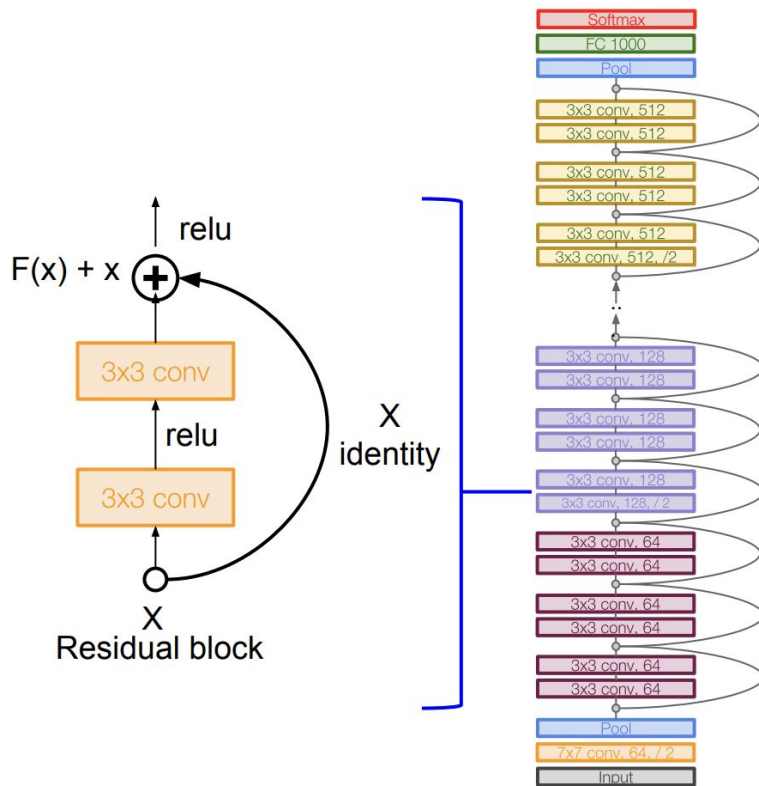 relu
F(x) + x
3x3 conv
relu
X
identity
3x3 conv
X
Residual block
Softmax
FC 1000
Pool
3x3 conv, 512
3x3 conv, 512
3x3 conv, 512
3x3 conv, 512
3x3 conv, 512
3x3 conv, 512, /2
..
3x3 conv, 128
3x3 conv, 128
3x3 conv, 128
3x3 conv, 128
3x3 conv, 128
3x3 conv, 128, / 2
3x3 conv, 64
3x3 conv, 64
3x3 conv, 64
3x3 conv, 64
3x3 conv, 64
3x3 conv, 64
Pool
7x7 conv, 64, / 2
Input